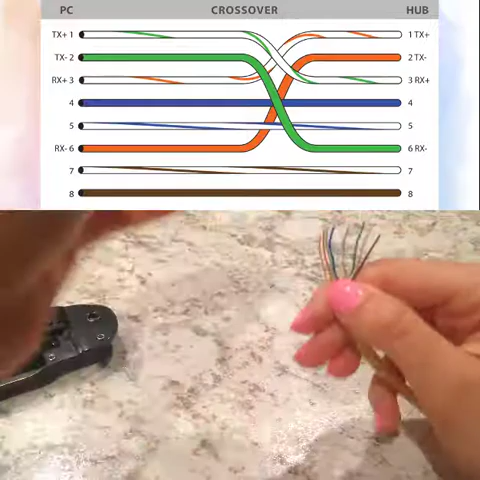 PC CROSSOVER HUB
TX+ 1 1 TX+
TX- 2 2 TX-
RX+ 3 3 RX+
4 4
5 5
RX- 6 6 RX-
7 7
8 8